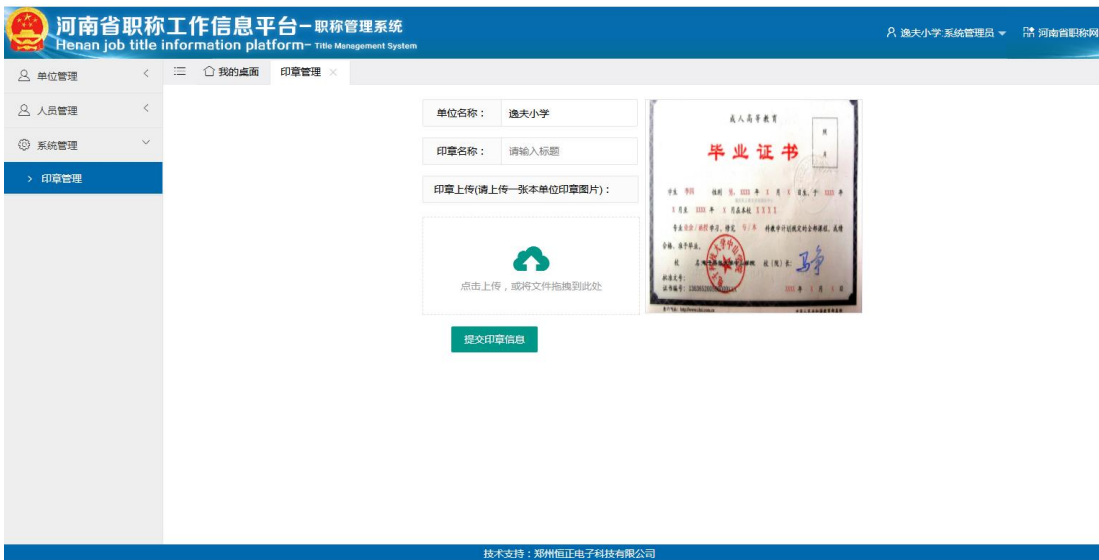 河南省职称工作信息平台-职称管理系统
Henan job title information platform- Title Management System
逸夫小学.系统管理员
河南省职称网
单位管理
人员管理
系统管理
> 印章管理
我的桌面
印章管理
单位名称： 逸夫小学
印章名称： 请输入标题
印章上传(请上传一张本单位印章图片)：
点击上传，或将文件拖拽到此处
提交印章信息
成人高等教育
毕业证书
技术支持：郑州恒正电子科技有限公司